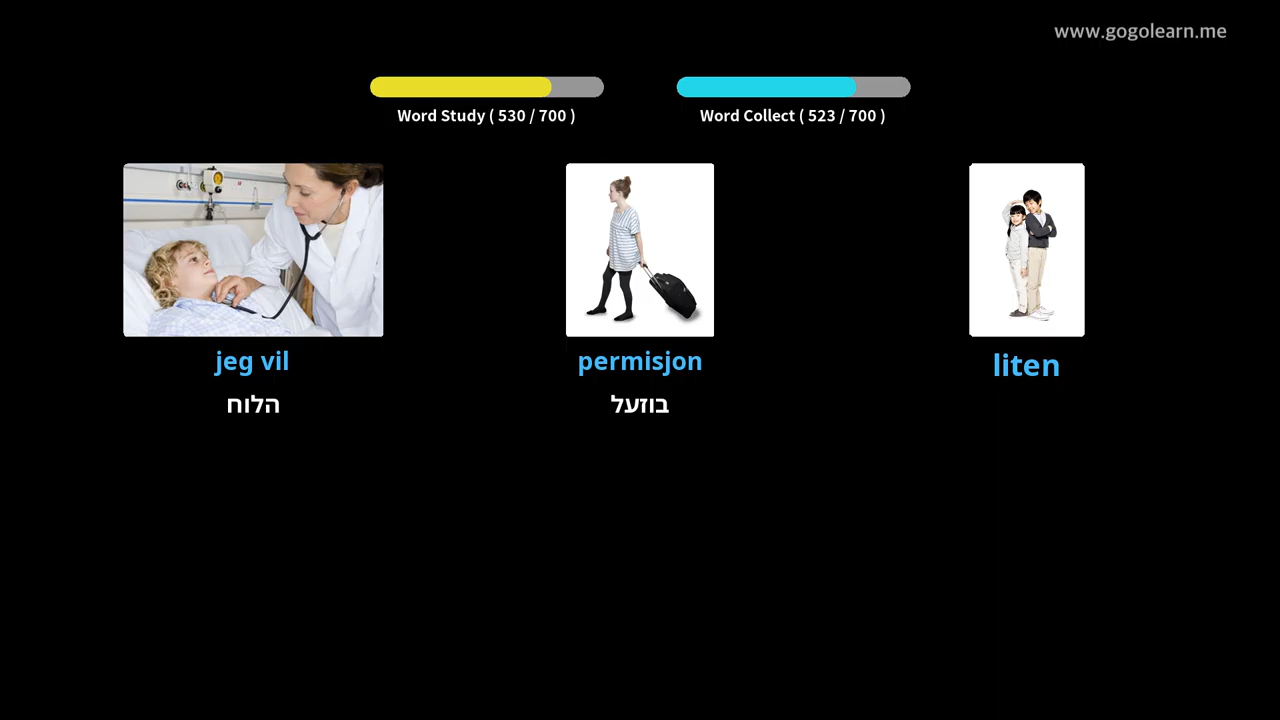 www.gogolearn.me
Word Study ( 530 / 700 )
Word Collect ( 523 / 700 )
jeg vil
הלוח
permisjon
בוזעל
liten